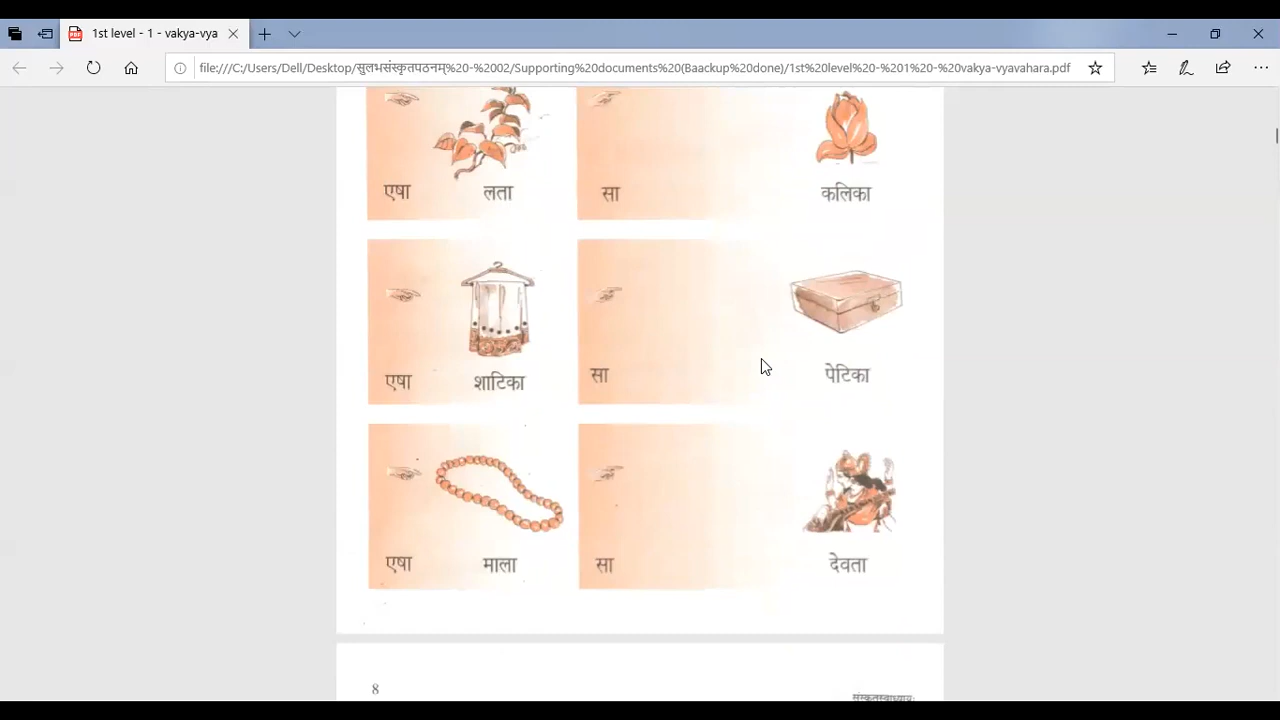 1st level - 1 - vakya-vya
file:///C:/Users/Dell/Desktop/सुलभसंस्कृतपठनम्%20-%2002/Supporting%20documents%20(Baackup%20done)/1st%20level%20-%201%20-%20vakya-vyavahara.pdf
एषा लता सा कलिका
एषा शाटिका सा पेटिका
एषा माला सा देवता
8
संस्कृतस्वाध्यायः